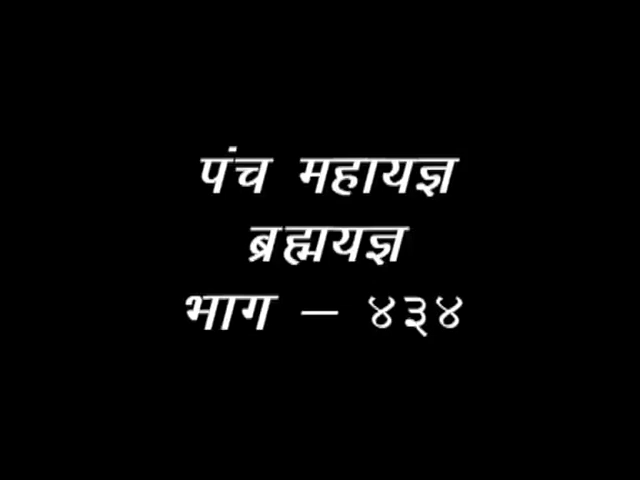 पंच महायज्ञ
ब्रह्मयज्ञ
भाग – ४३४